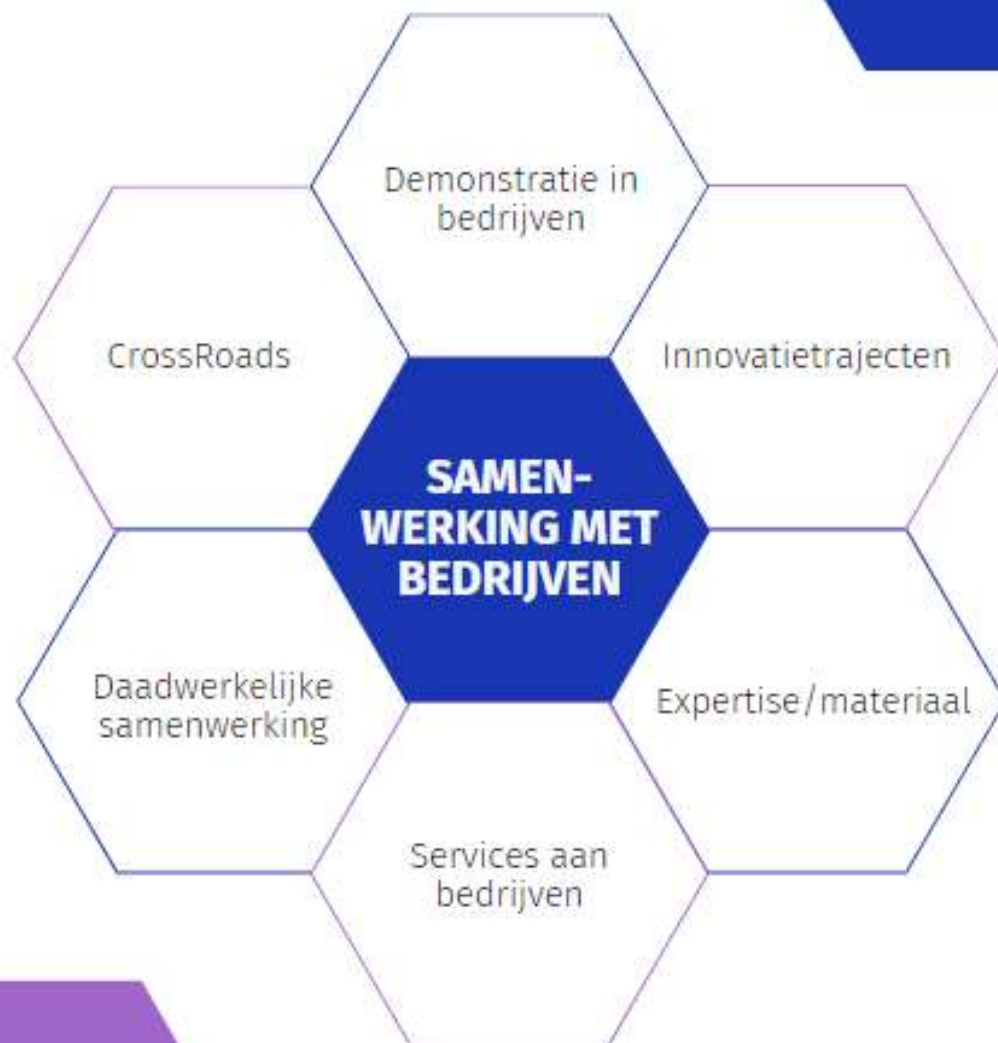 Demonstratie in
bedrijven
CrossRoads
Innovatietrajecten
SAMEN-
WERKING MET
BEDRIJVEN
Daadwerkelijke
samenwerking
Expertise/materiaal
Services aan
bedrijven